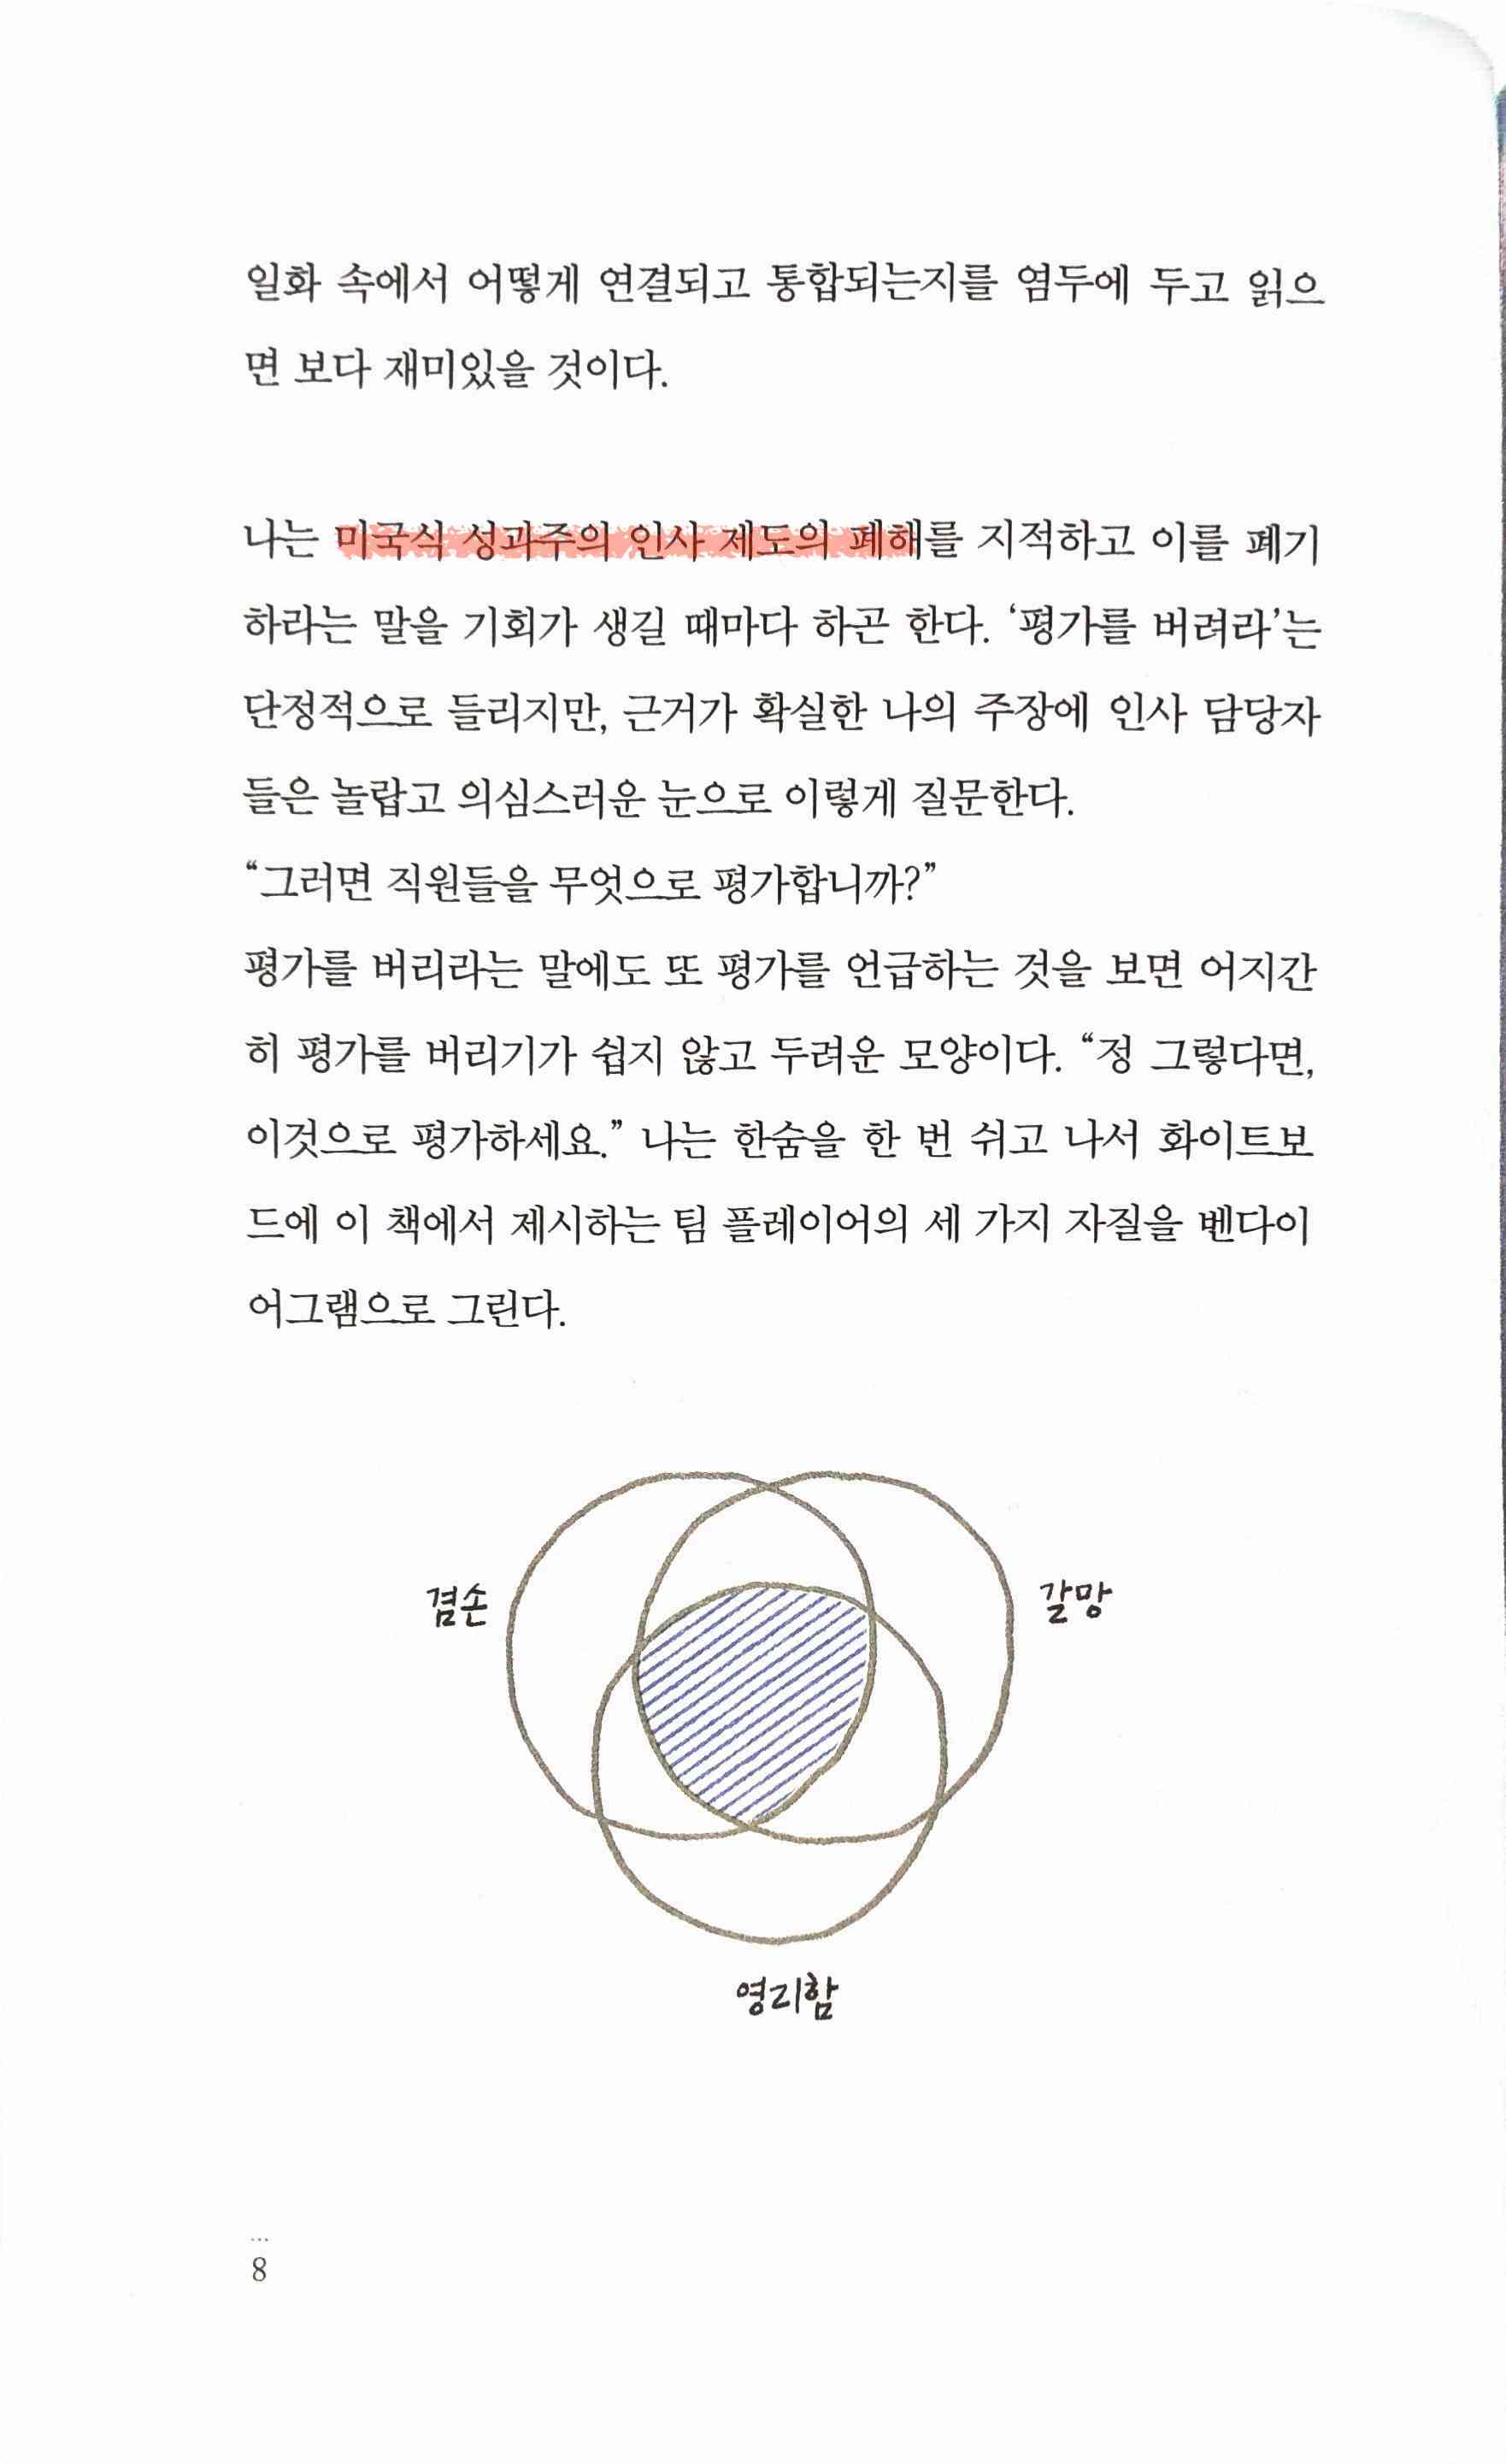 일화 속에서 어떻게 연결되고 통합되는지를 염두에 두고 읽으
면 보다 재미있을 것이다.
나는 미국식 성과주의 인사 제도의 폐해를 지적하고 이를 폐기
하라는 말을 기회가 생길 때마다 하곤 한다. ‘평가를 버려라’는
단정적으로 들리지만, 근거가 확실한 나의 주장에 인사 담당자
들은 놀랍고 의심스러운 눈으로 이렇게 질문한다.
“그러면 직원들을 무엇으로 평가합니까?”
평가를 버리라는 말에도 또 평가를 언급하는 것을 보면 어지간
히 평가를 버리기가 쉽지 않고 두려운 모양이다. “정 그렇다면,
이것으로 평가하세요.” 나는 한숨을 한 번 쉬고 나서 화이트보
드에 이 책에서 제시하는 팀 플레이어의 세 가지 자질을 벤다이
어그램으로 그린다.
겸손
갈망
영리함
...
8